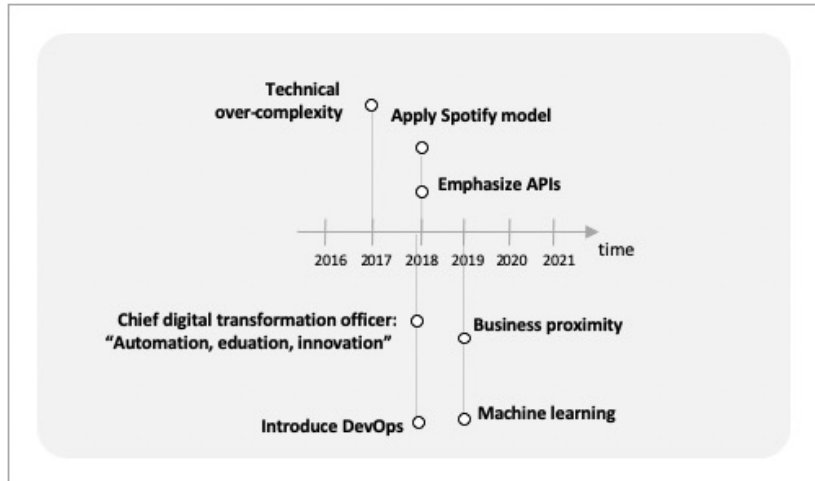 Technical
over-complexity
Apply Spotify model
Emphasize APIs
time
2016 2017 2018 2019 2020 2021
Chief digital transformation officer:
“Automation, eduation, innovation”
Business proximity
Introduce DevOps
Machine learning